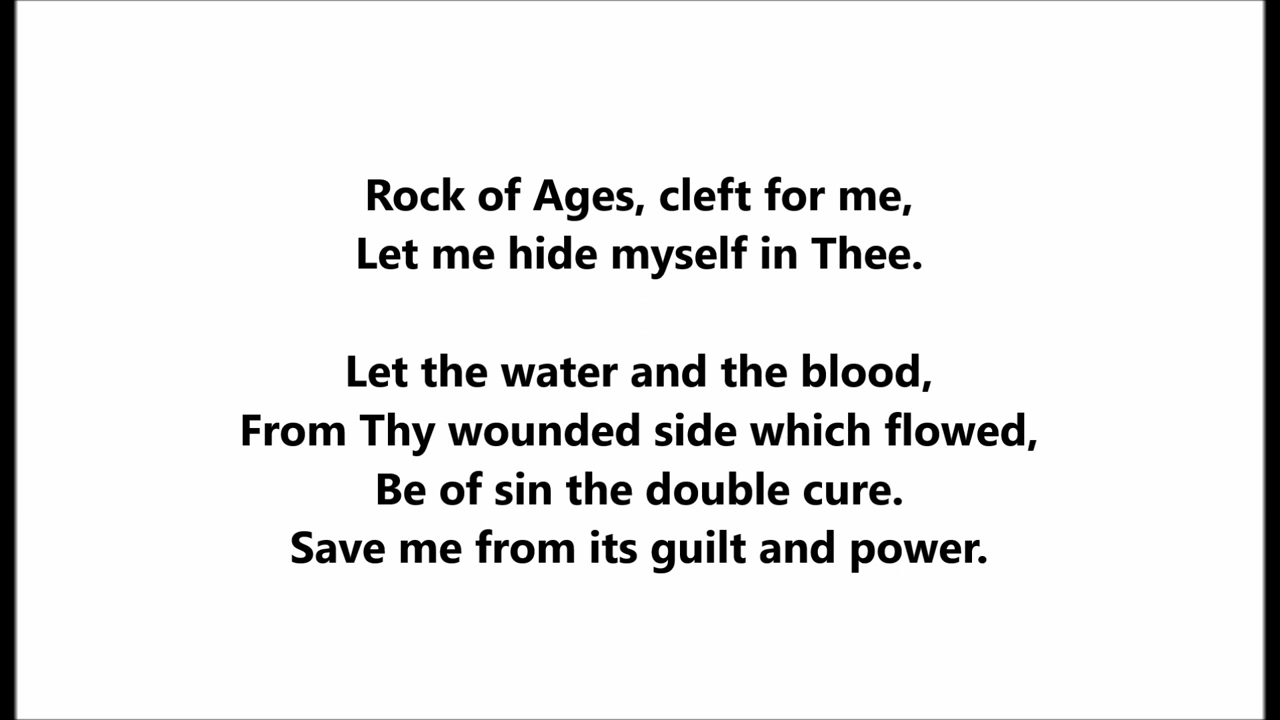 Rock of Ages, cleft for me,
Let me hide myself in Thee.
Let the water and the blood,
From Thy wounded side which flowed,
Be of sin the double cure.
Save me from its guilt and power.